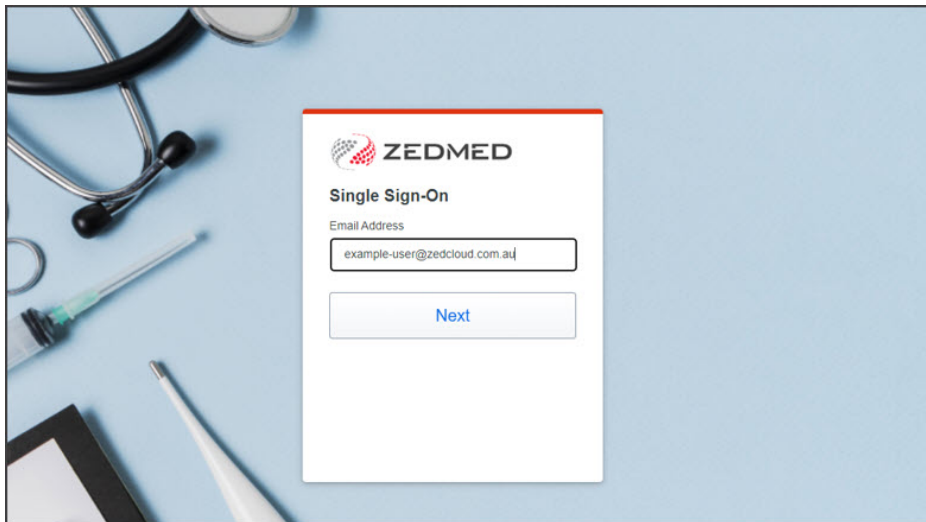 ZEDMED
Single Sign-On
Email Address
example-user@zedcloud.com.au
Next